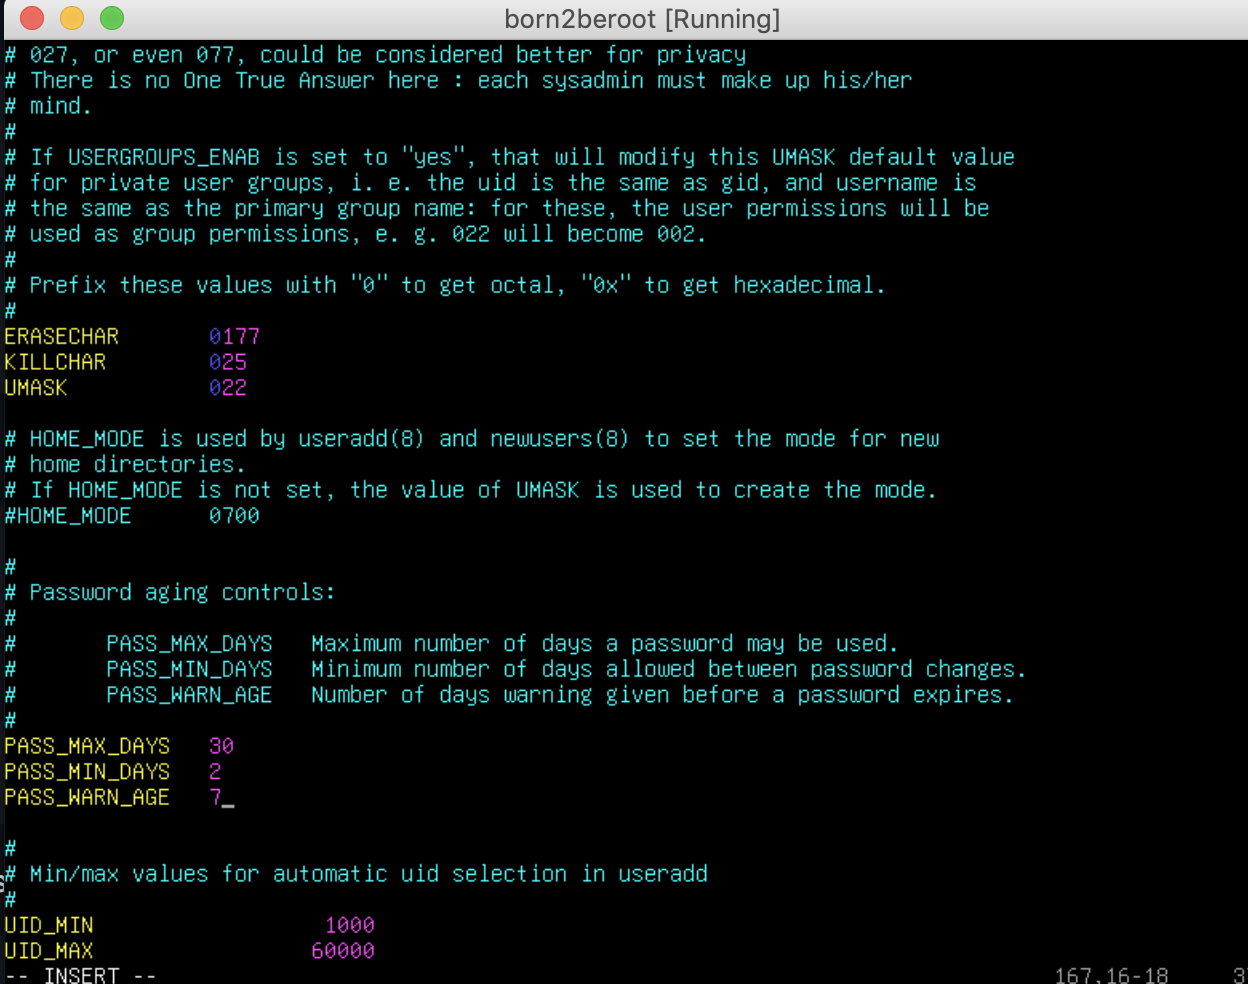 born2beroot [Running]
# 027, or even 077, could be considered better for privacy
# There is no One True Answer here : each sysadmin must make up his/her
# mind.
#
# If USERGROUPS_ENAB is set to "yes", that will modify this UMASK default value
# for private user groups, i. e. the uid is the same as gid, and username is
# the same as the primary group name: for these, the user permissions will be
# used as group permissions, e. g. 022 will become 002.
#
# Prefix these values with "0" to get octal, "0x" to get hexadecimal.
#
ERASECHAR 0177
KILLCHAR 025
UMASK 022
# HOME_MODE is used by useradd(8) and newusers(8) to set the mode for new
# home directories.
# If HOME_MODE is not set, the value of UMASK is used to create the mode.
#HOME_MODE 0700
#
# Password aging controls:
#
# PASS_MAX_DAYS Maximum number of days a password may be used.
# PASS_MIN_DAYS Minimum number of days allowed between password changes.
# PASS_WARN_AGE Number of days warning given before a password expires.
#
PASS_MAX_DAYS 30
PASS_MIN_DAYS 2
PASS_WARN_AGE 7
#
# Min/max values for automatic uid selection in useradd
#
UID_MIN 1000
UID_MAX 60000
-- INSERT -- 167,16-18